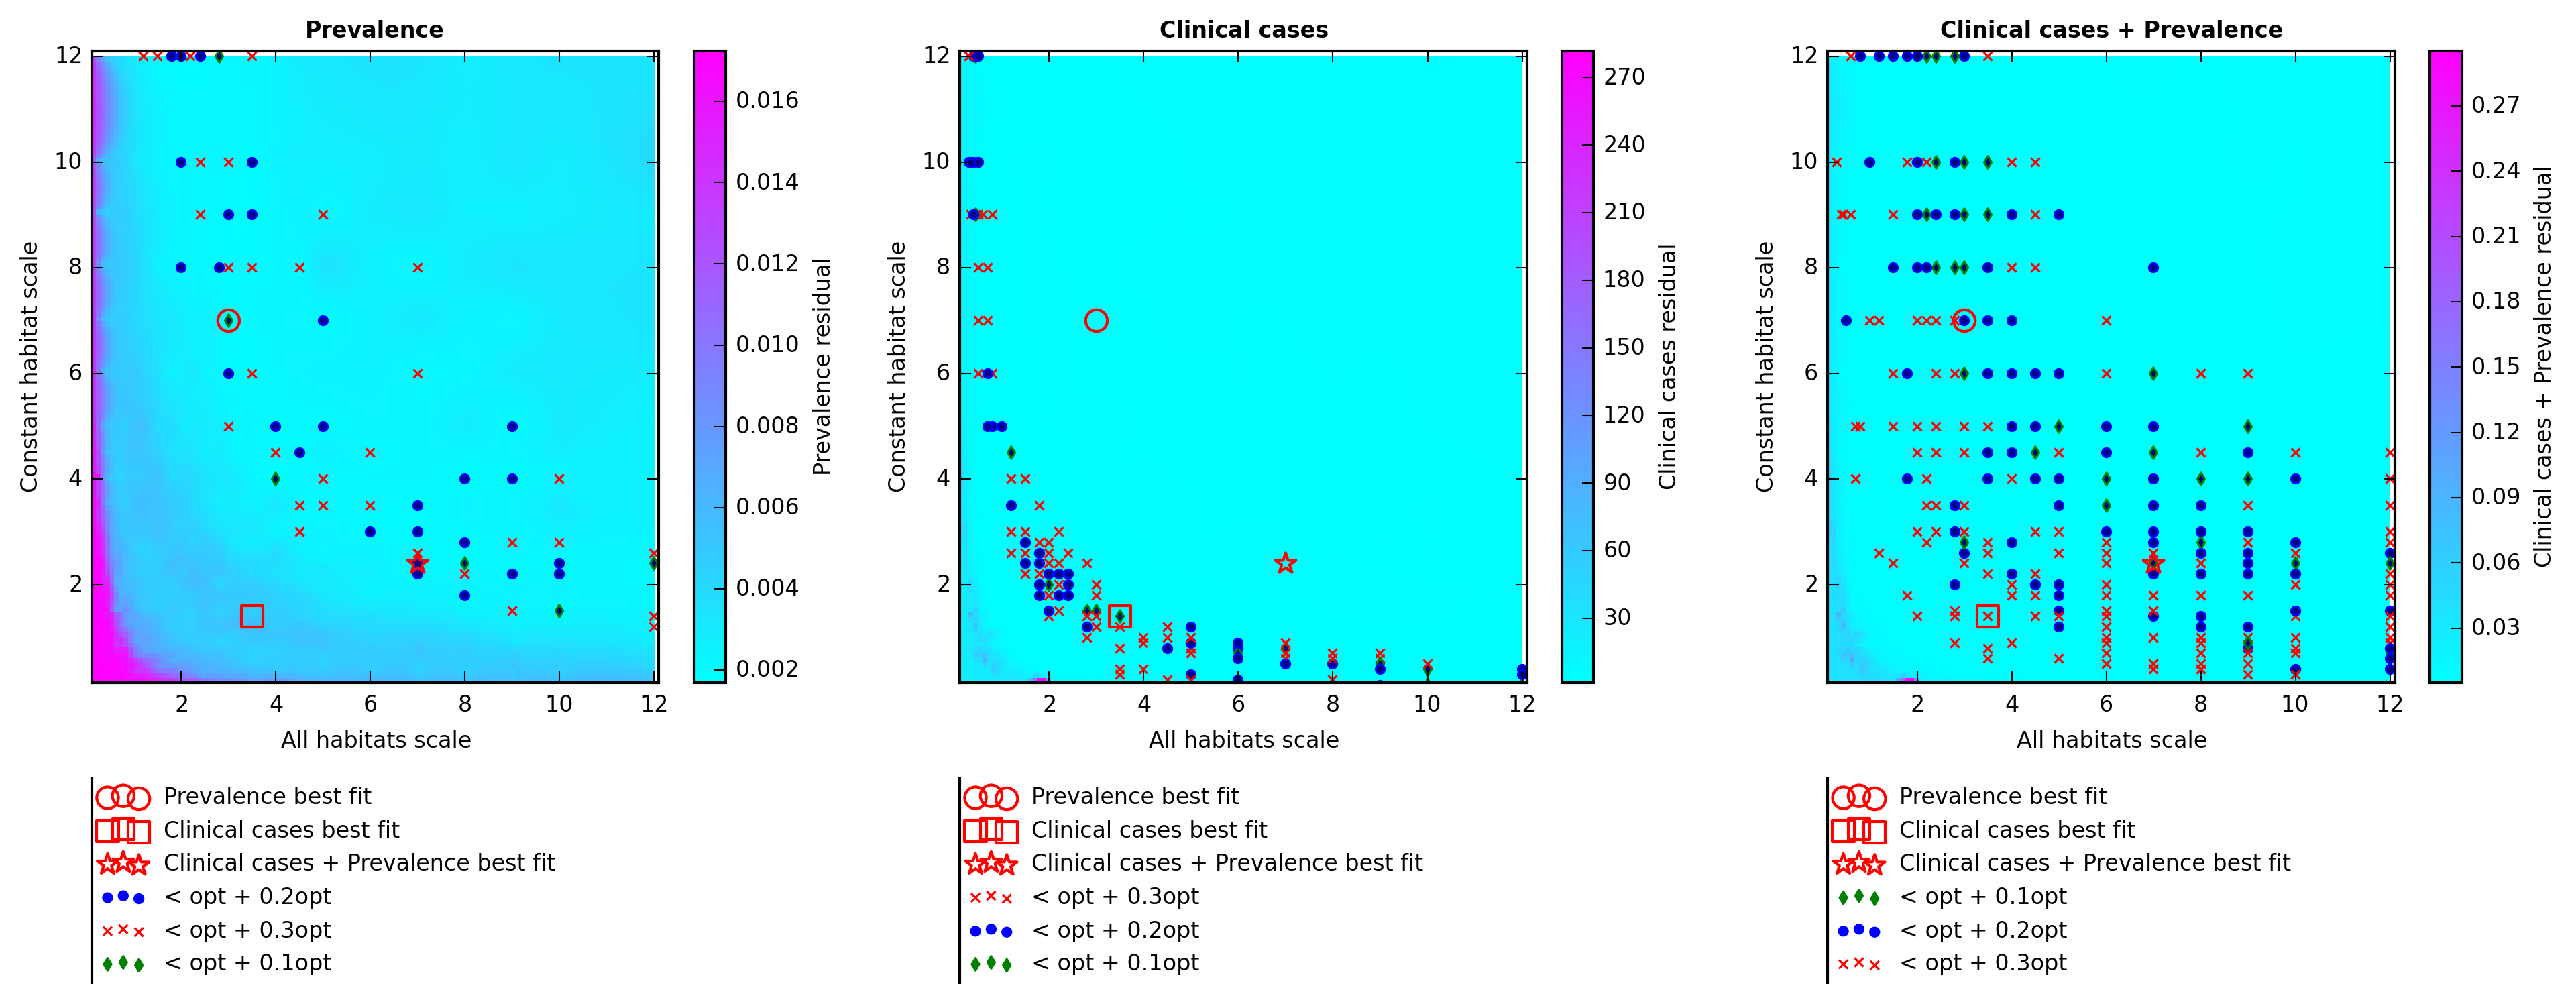 Prevalence
12
10
8
6
4
2
Constant habitat scale
2 4 6 8 10 12
All habitats scale
0.016
0.014
0.012
0.010
0.008
0.006
0.004
0.002
Prevalence residual
Prevalence best fit
Clinical cases best fit
Clinical cases + Prevalence best fit
< opt + 0.2opt
< opt + 0.3opt
< opt + 0.1opt
Clinical cases
12
10
8
6
4
2
Constant habitat scale
2 4 6 8 10 12
All habitats scale
270
240
210
180
150
120
90
60
30
Clinical cases residual
Prevalence best fit
Clinical cases best fit
Clinical cases + Prevalence best fit
< opt + 0.3opt
< opt + 0.2opt
< opt + 0.1opt
Clinical cases + Prevalence
12
10
8
6
4
2
Constant habitat scale
2 4 6 8 10 12
All habitats scale
0.27
0.24
0.21
0.18
0.15
0.12
0.09
0.06
0.03
Clinical cases + Prevalence residual
Prevalence best fit
Clinical cases best fit
Clinical cases + Prevalence best fit
< opt + 0.1opt
< opt + 0.2opt
< opt + 0.3opt